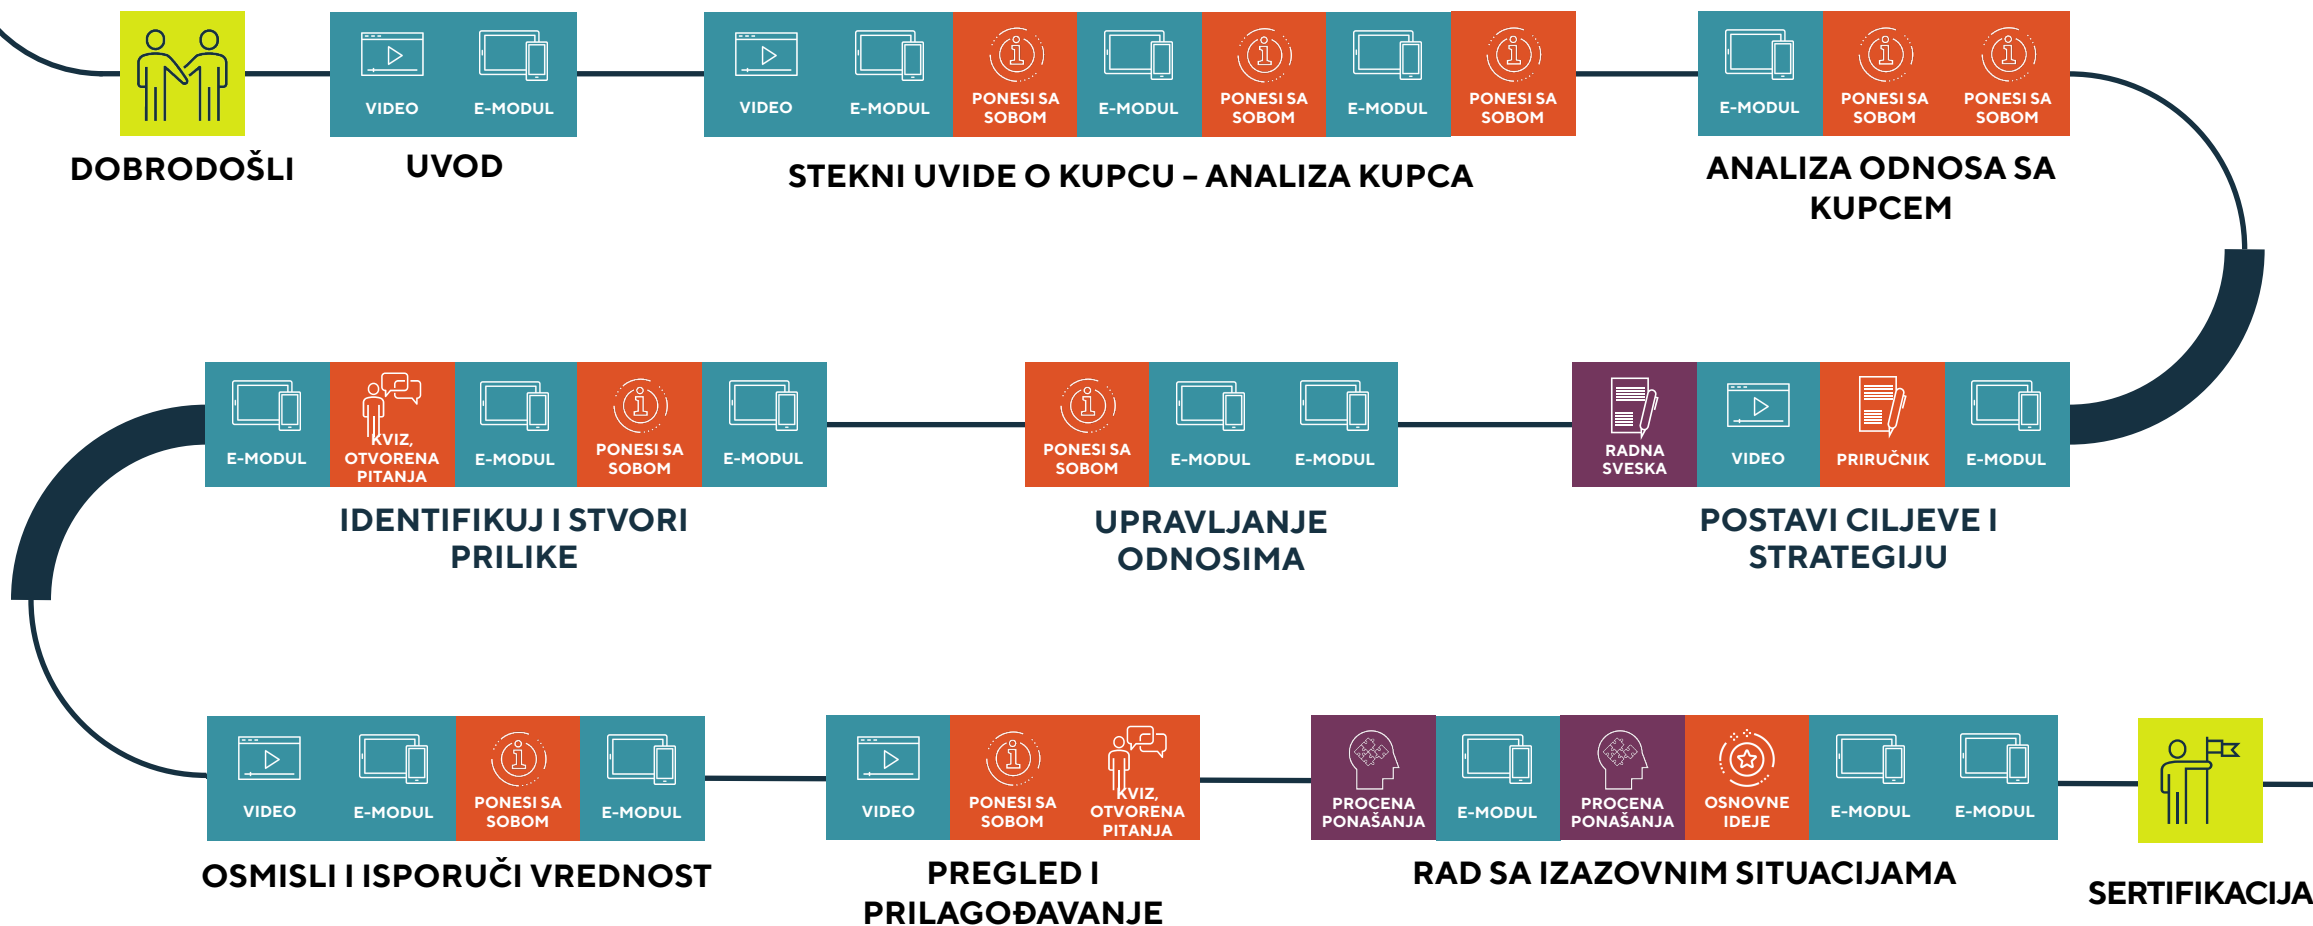 VIDEO
E-MODUL
VIDEO
E-MODUL
PONESI SA
SOBOM
E-MODUL
PONESI SA
SOBOM
E-MODUL
PONESI SA
SOBOM
E-MODUL
PONESI SA
SOBOM
PONESI SA
SOBOM
DOBRODOŠLI
UVOD
STEKNI UVIDE O KUPCU – ANALIZA KUPCA
ANALIZA ODNOSA SA
KUPCEM
E-MODUL
KVIZ,
OTVORENA
PITANJA
E-MODUL
PONESI SA
SOBOM
E-MODUL
PONESI SA
SOBOM
E-MODUL
E-MODUL
RADNA
SVESKA
VIDEO
PRIRUČNIK
E-MODUL
IDENTIFIKUJ I STVORI
PRILIKE
UPRAVLJANJE
ODNOSIMA
POSTAVI CILJEVE I
STRATEGIJU
VIDEO
E-MODUL
PONESI SA
SOBOM
E-MODUL
VIDEO
PONESI SA
SOBOM
KVIZ,
OTVORENA
PITANJA
PROCENA
PONAŠANJA
E-MODUL
PROCENA
PONAŠANJA
OSNOVNE
IDEJE
E-MODUL
E-MODUL
OSMISLI I ISPORUČI VREDNOST
PREGLED I
PRILAGOĐAVANJE
RAD SA IZAZOVNIM SITUACIJAMA
SERTIFIKACIJA